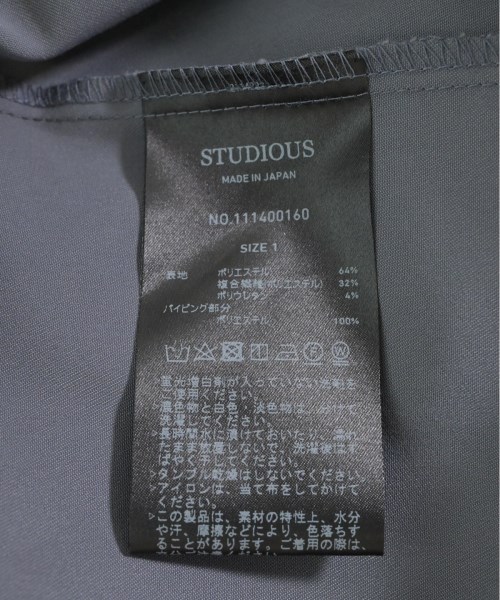 STUDIOUS
MADE IN JAPAN
NO.111400160
SIZE 1
表地 ポリエステル 64%
複合繊維(ポリエステル) 32%
ポリウレタン 4%
パイピング部分
ポリエステル 100%
F W
蛍光増白剤が入っていない洗剤を
ご使用ください。
>濃色物と白色・淡色物は、分けて
洗濯してください。
>長時間水に漬けておいたり、濡れ
たまま放置しないで、洗濯後はす
ばやく干してください。
>タンブル乾燥はしないでください。
>アイロンは、当て布をしてかけて
ください。
>この製品は、素材の特性上、水分
や汗、摩擦などにより、色落ちす
ることがあります。ご着用の際は、